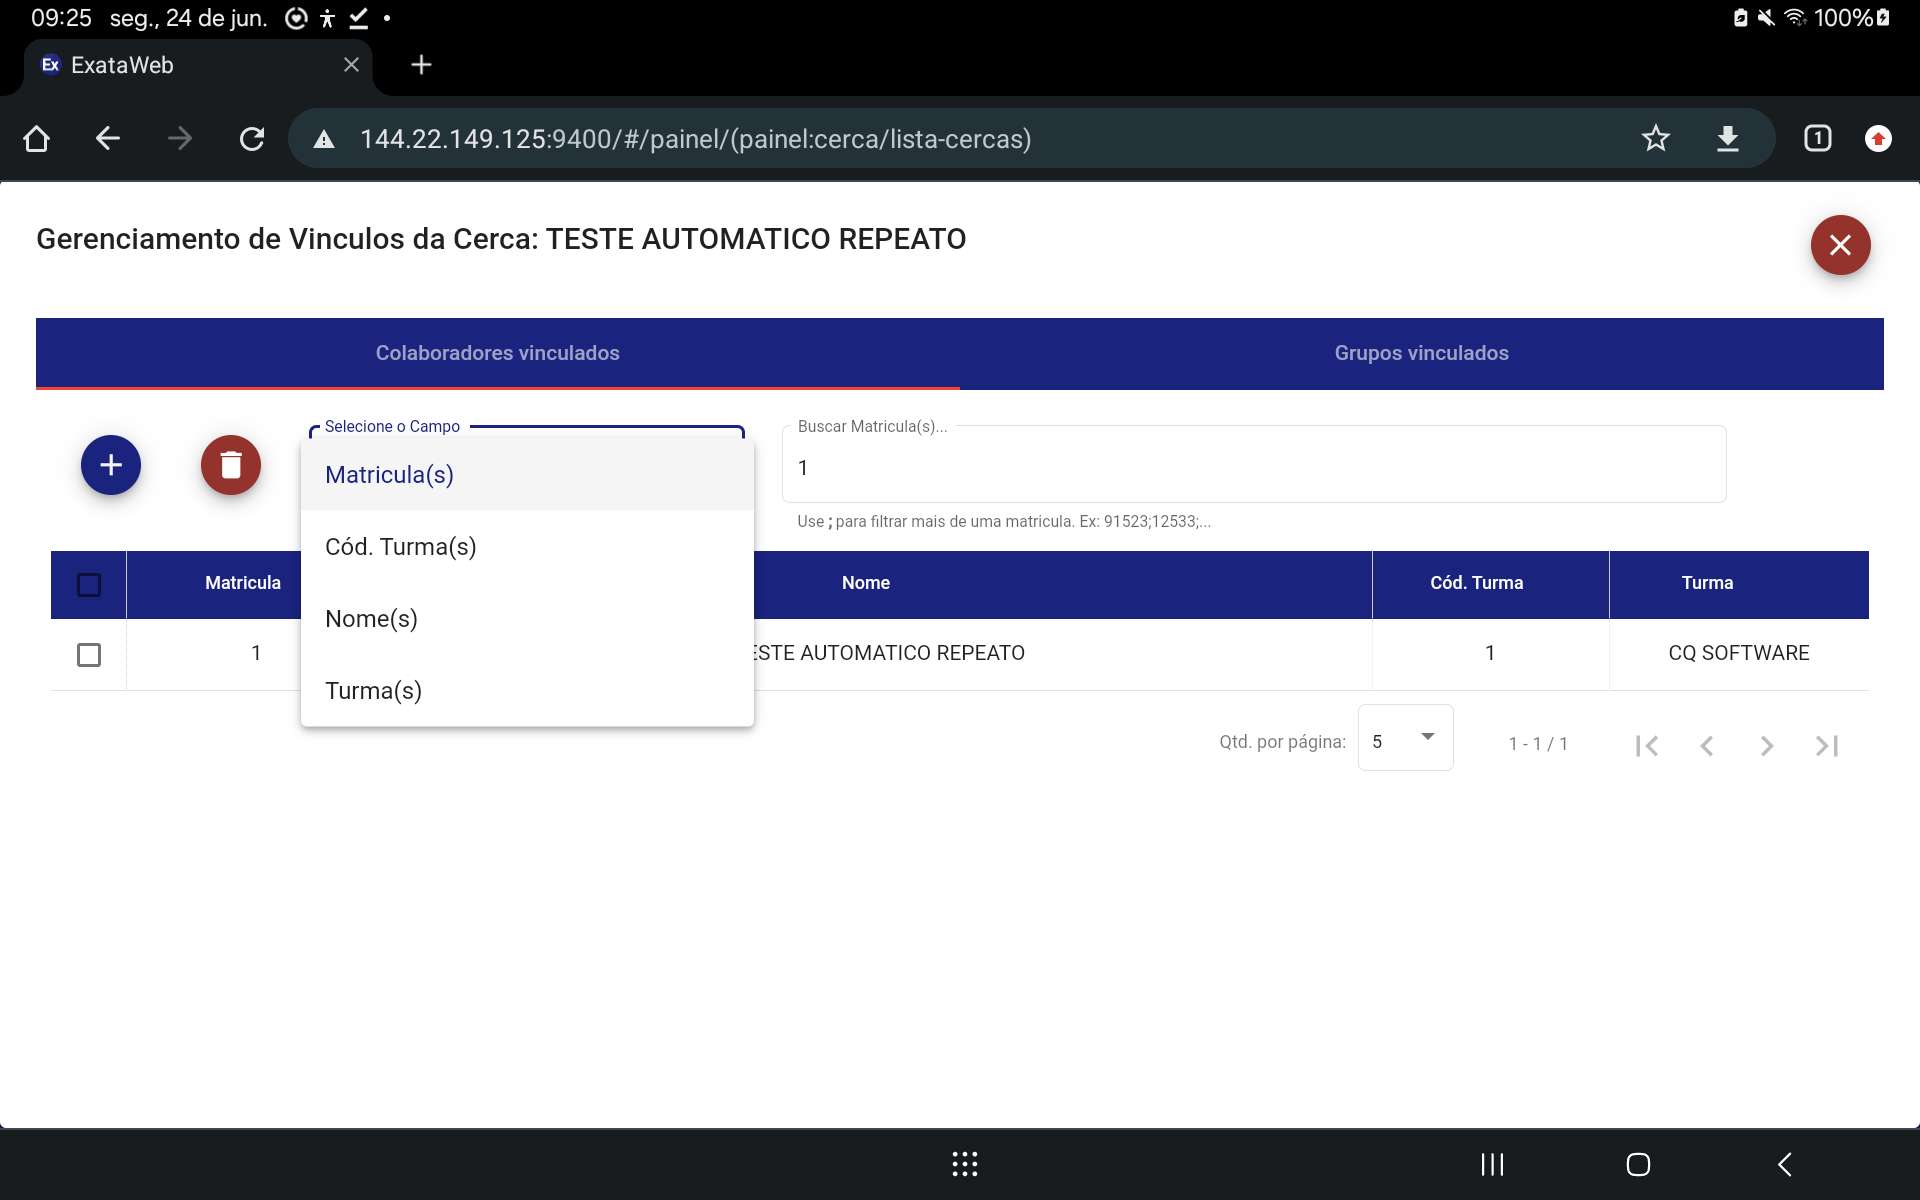 09:25 seg., 24 de jun.
100%
Ex ExataWeb
144.22.149.125:9400/#/painel/(painel:cerca/lista-cercas)
1
Gerenciamento de Vinculos da Cerca: TESTE AUTOMATICO REPEATO
Colaboradores vinculados
Grupos vinculados
Selecione o Campo
Matricula(s)
Cód. Turma(s)
Nome(s)
Turma(s)
Buscar Matricula(s)...
1
Use ; para filtrar mais de uma matricula. Ex: 91523;12533;...
Matricula Nome Cód. Turma Turma
1 ESTE AUTOMATICO REPEATO 1 CQ SOFTWARE
Qtd. por página: 5 1 - 1 / 1